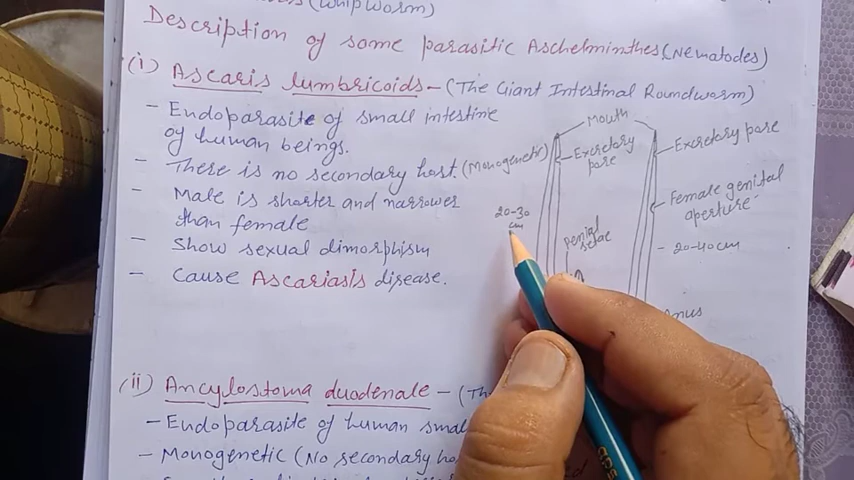 (Whipworm)
Description of some parasitic Aschelminthes (Nematodes)
(i) Ascaris lumbricoids - (The Giant Intestinal Roundworm)
- Endoparasite of small intestine
of human beings.
- There is no secondary host. (Monogenetic)
- Male is shorter and narrower
than female
- Show sexual dimorphism
- Cause Ascariasis disease.
Mouth
Excretory
pore
Excretory pore
Female genital
aperture
20-30
cm
penial
setae
- 20-40cm
(ii) Ancylostoma duodenale - (Th
- Endoparasite of human smal
- Monogenetic (No secondary ho